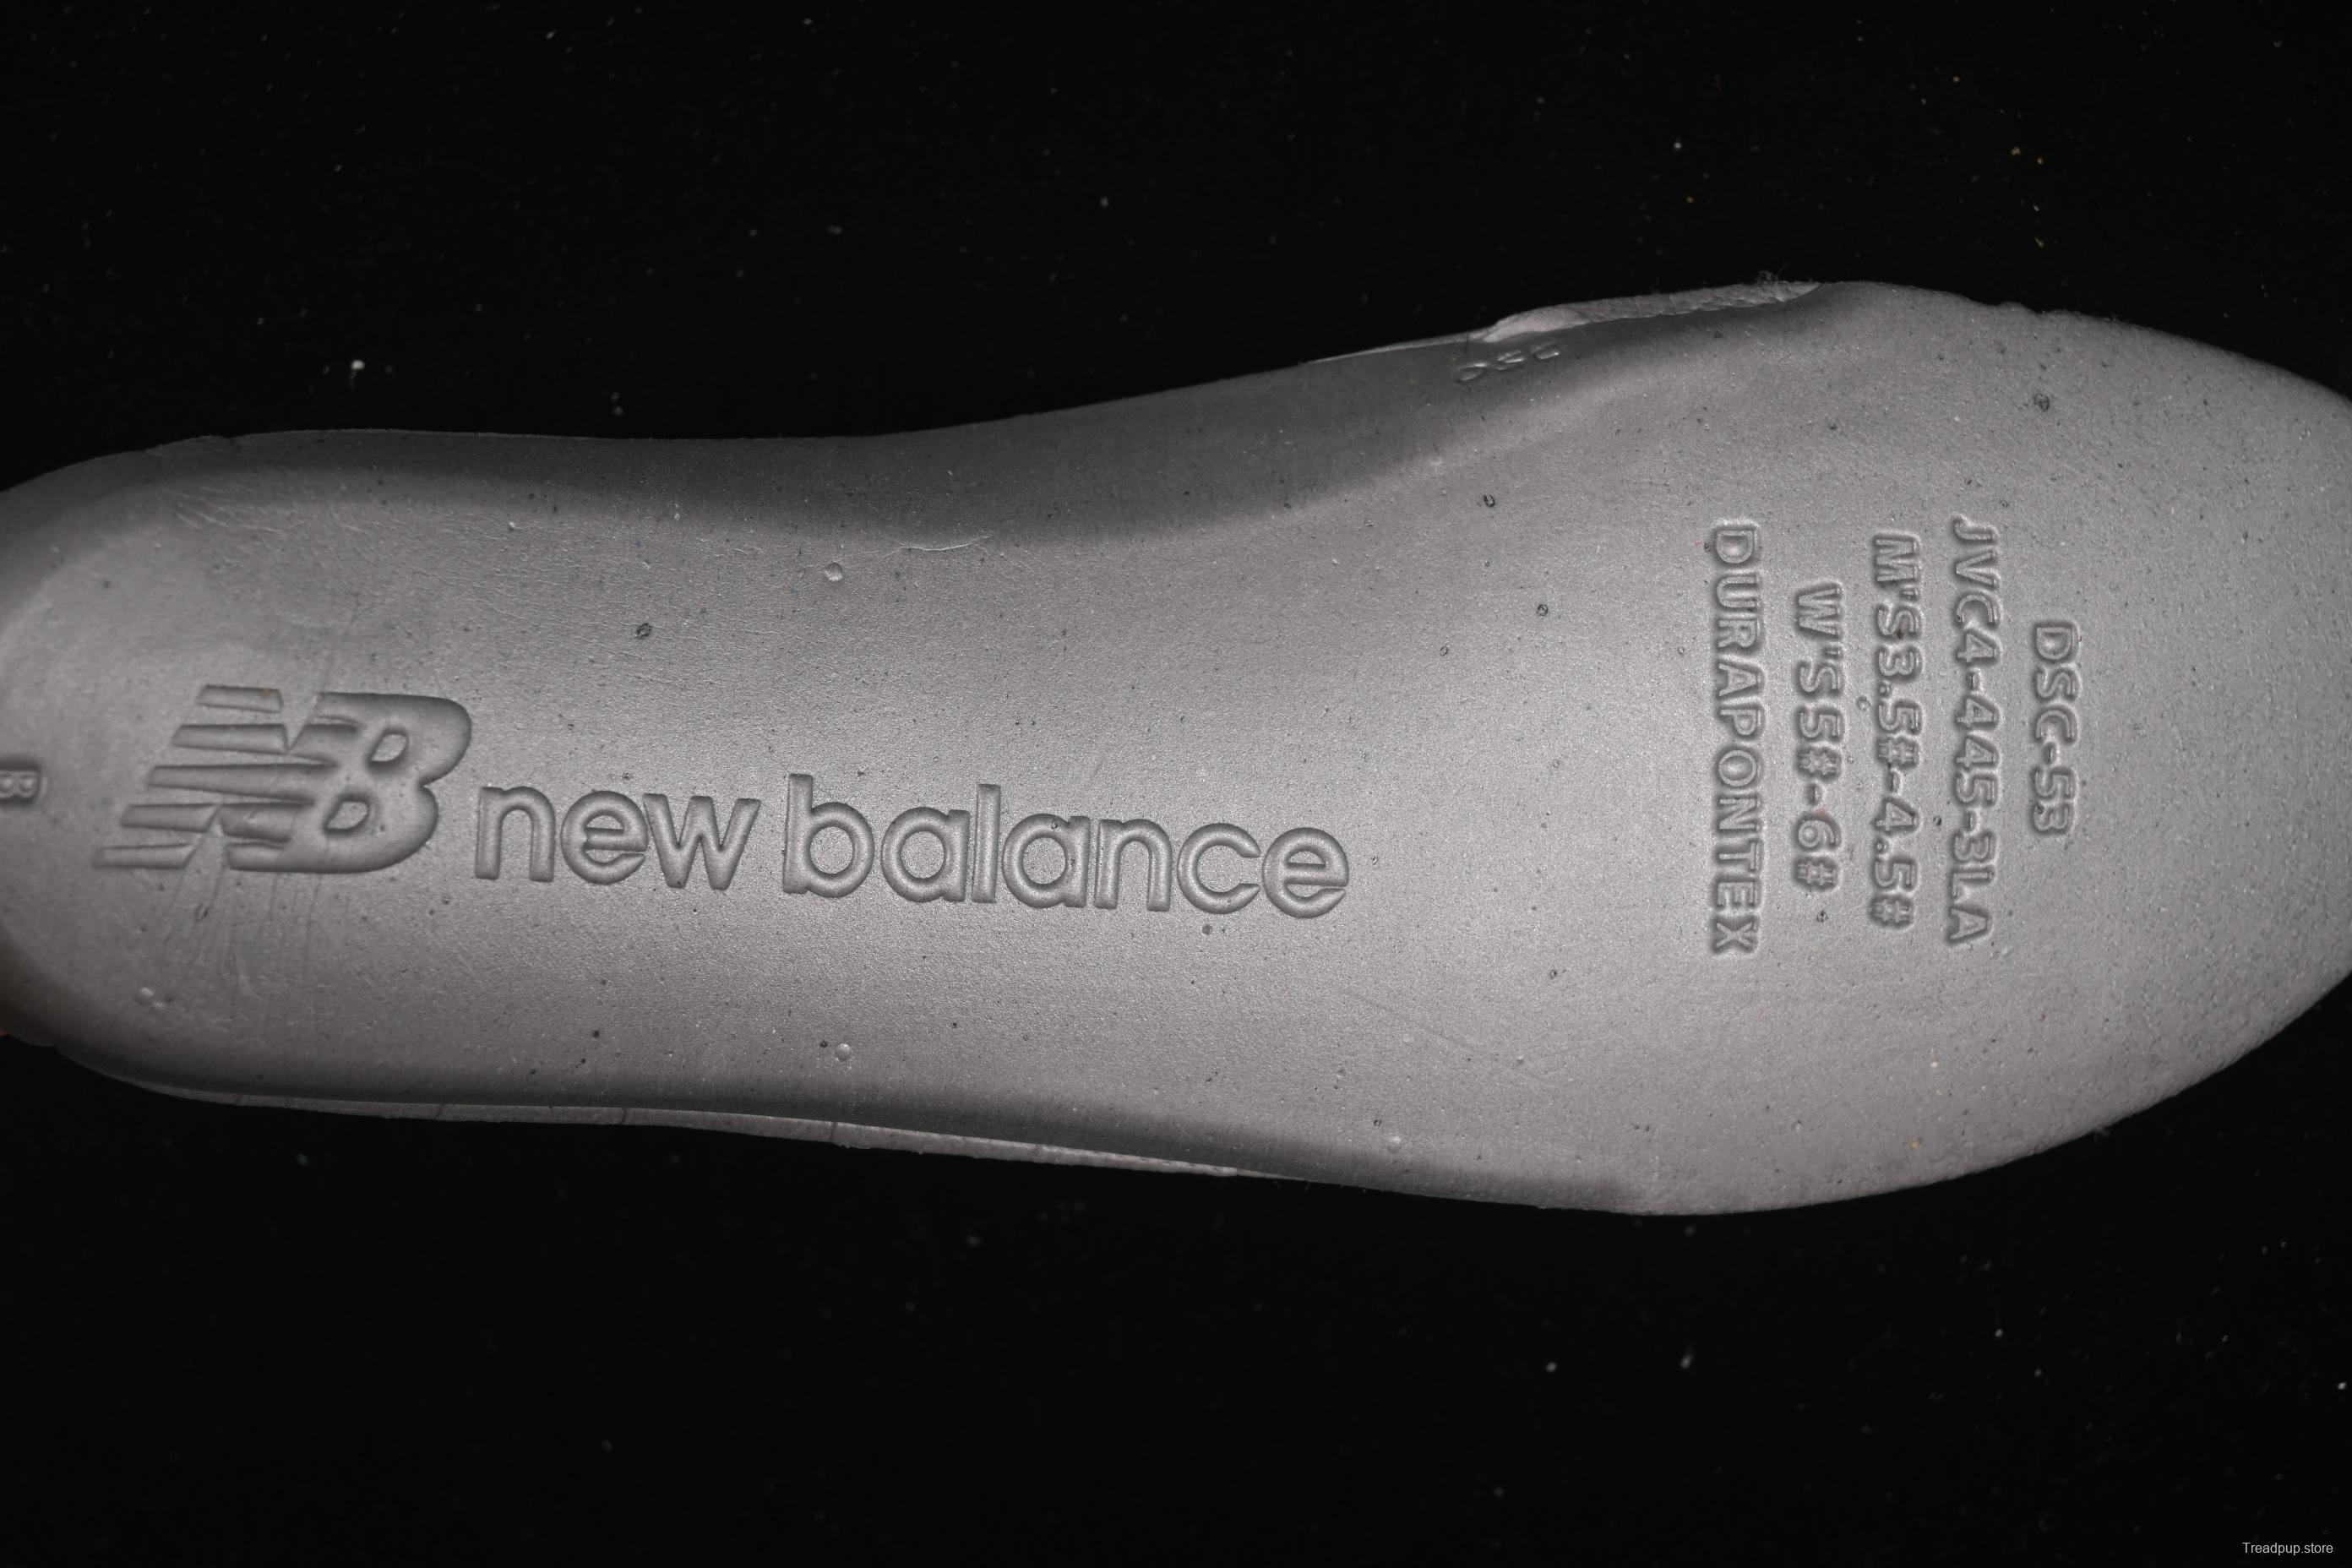 NB new balance
DSC-53
JVC4-445-3LA
M'S3.5#-4.5#
W'S5#-6#
DURAPONTEX
B
Treadpup.store